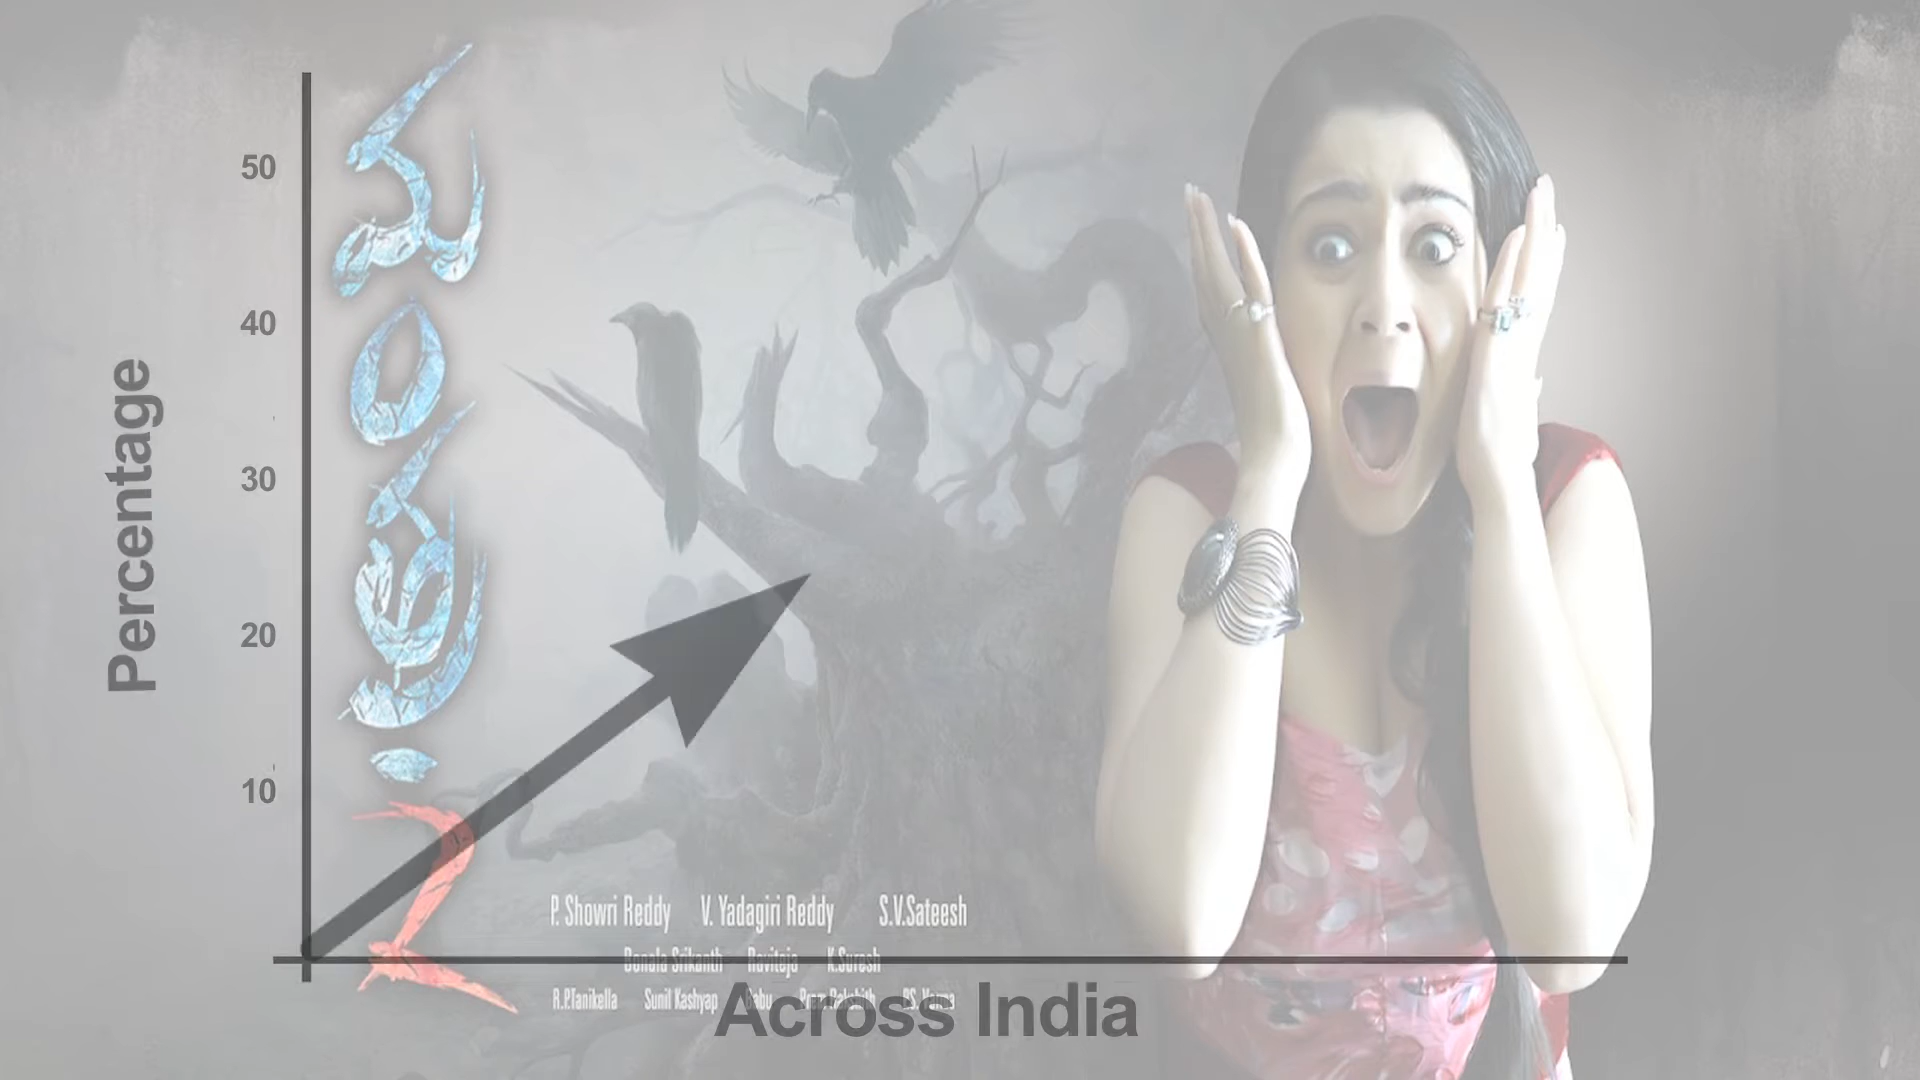 మంత్ర
2
50
40
30
20
10
Percentage
P. Showri Reddy V. Yadagiri Reddy S.V.Sateesh
Donala Srikanth Raviteja K.Suresh
R.P.Tanikella Sunil Kashyap Babu
Across India